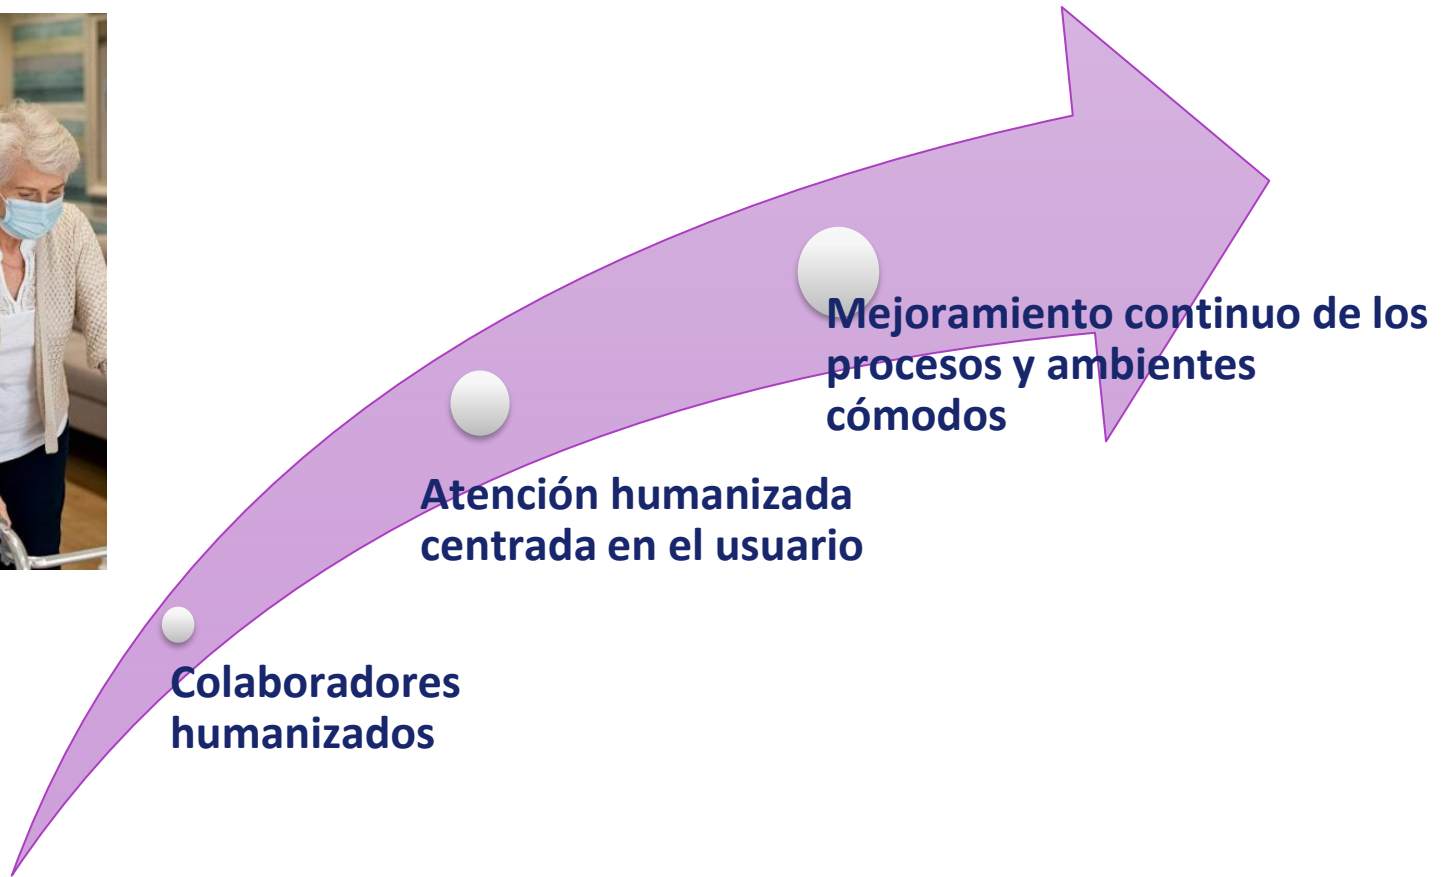 Mejoramiento continuo de los
procesos y ambientes
cómodos
Atención humanizada
centrada en el usuario
Colaboradores
humanizados